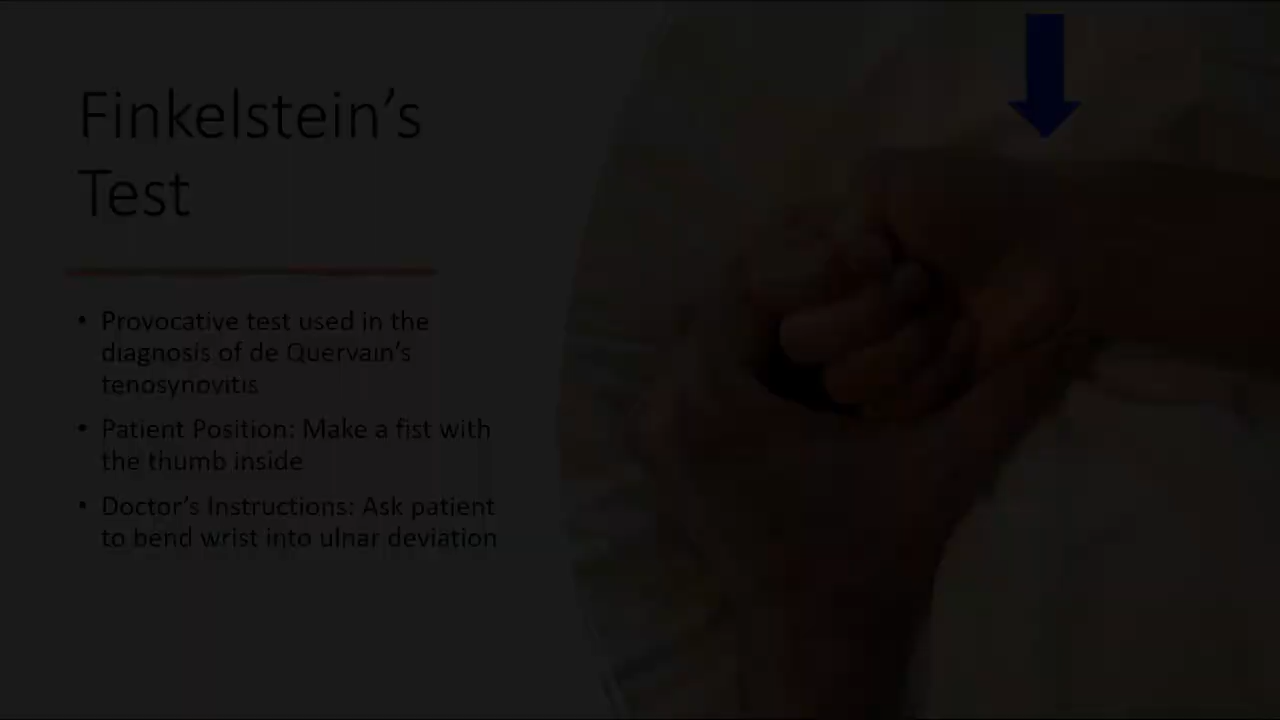 Finkelstein’s
Test
• Provocative test used in the
diagnosis of de Quervain’s
tenosynovitis
• Patient Position: Make a fist with
the thumb inside
• Doctor’s Instructions: Ask patient
to bend wrist into ulnar deviation